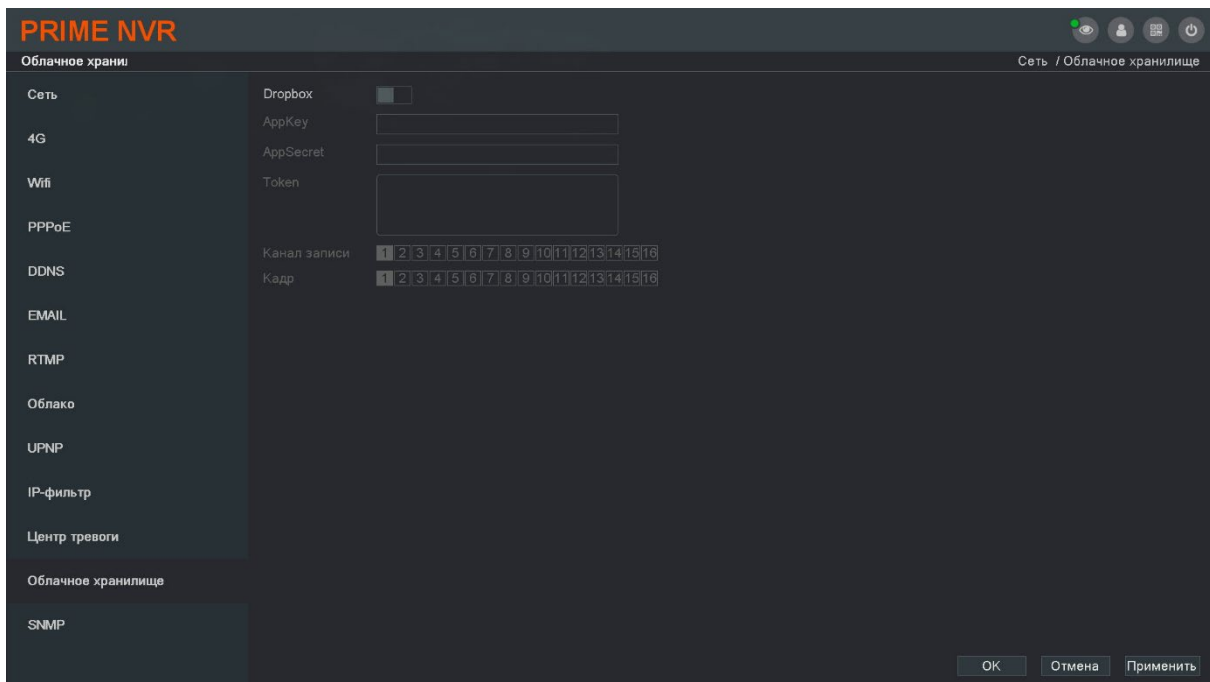 PRIME NVR
Облачное храни
Сеть / Облачное хранилище
Сеть
4G
Wifi
PPPoE
DDNS
EMAIL
RTMP
Облако
UPNP
IP-фильтр
Центр тревоги
Облачное хранилище
SNMP
Dropbox
AppKey
AppSecret
Token
Канал записи 1 2 3 4 5 6 7 8 9 10 11 12 13 14 15 16
Кадр 1 2 3 4 5 6 7 8 9 10 11 12 13 14 15 16
OK Отмена Применить